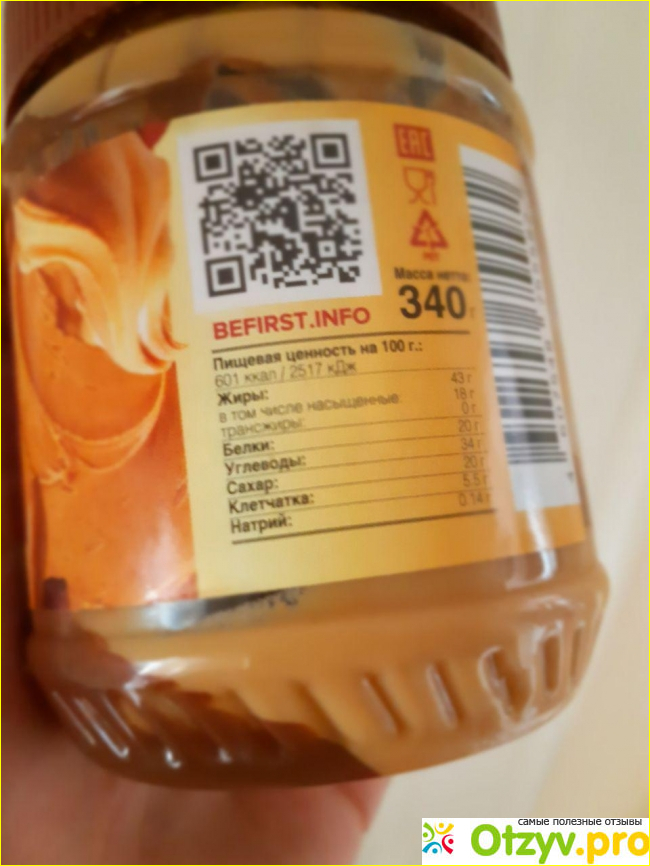 EAC
PET
Масса нетто:
340 г
BEFIRST.INFO
Пищевая ценность на 100 г.:
601 ккал / 2517 кДж
Жиры: 43 г
в том числе насыщенные: 18 г
трансжиры: 0 г
Белки: 20 г
Углеводы: 34 г
Сахар: 20 г
Клетчатка: 5.5 г
Натрий: 0.14 г
самые полезные отзывы
Otzyv.pro